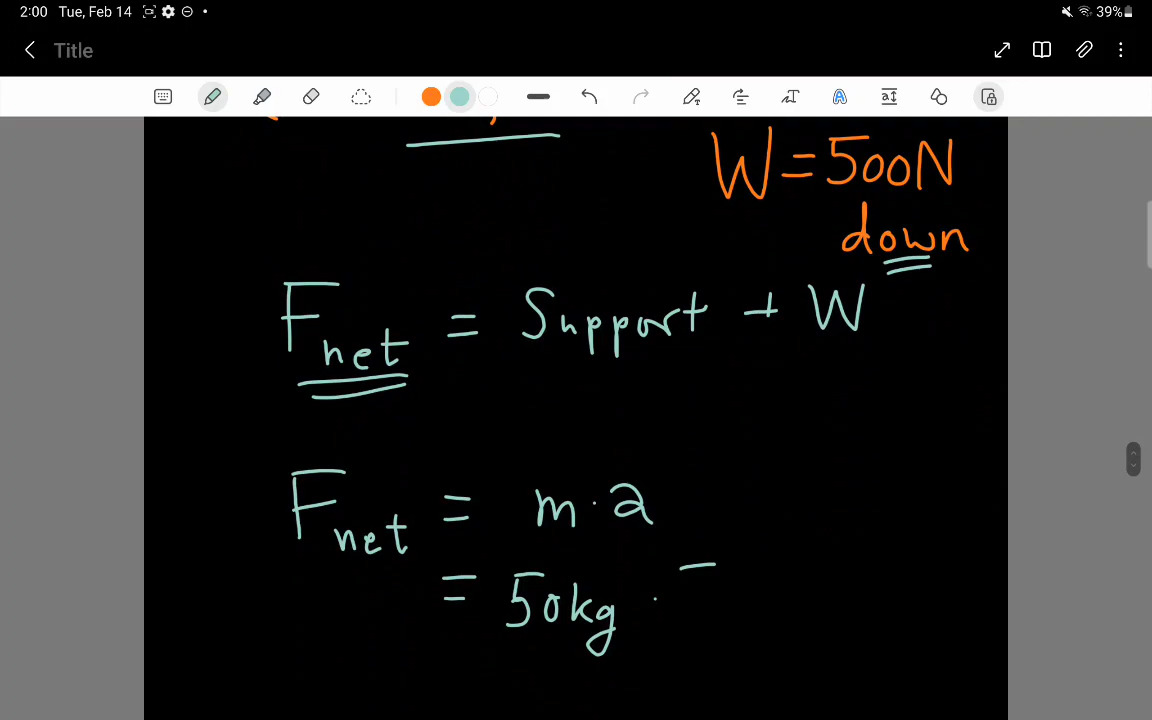 2:00 Tue, Feb 14 39%
Title
W = 500N
down
Fnet = Support + W
Fnet = m · a
= 50kg ·